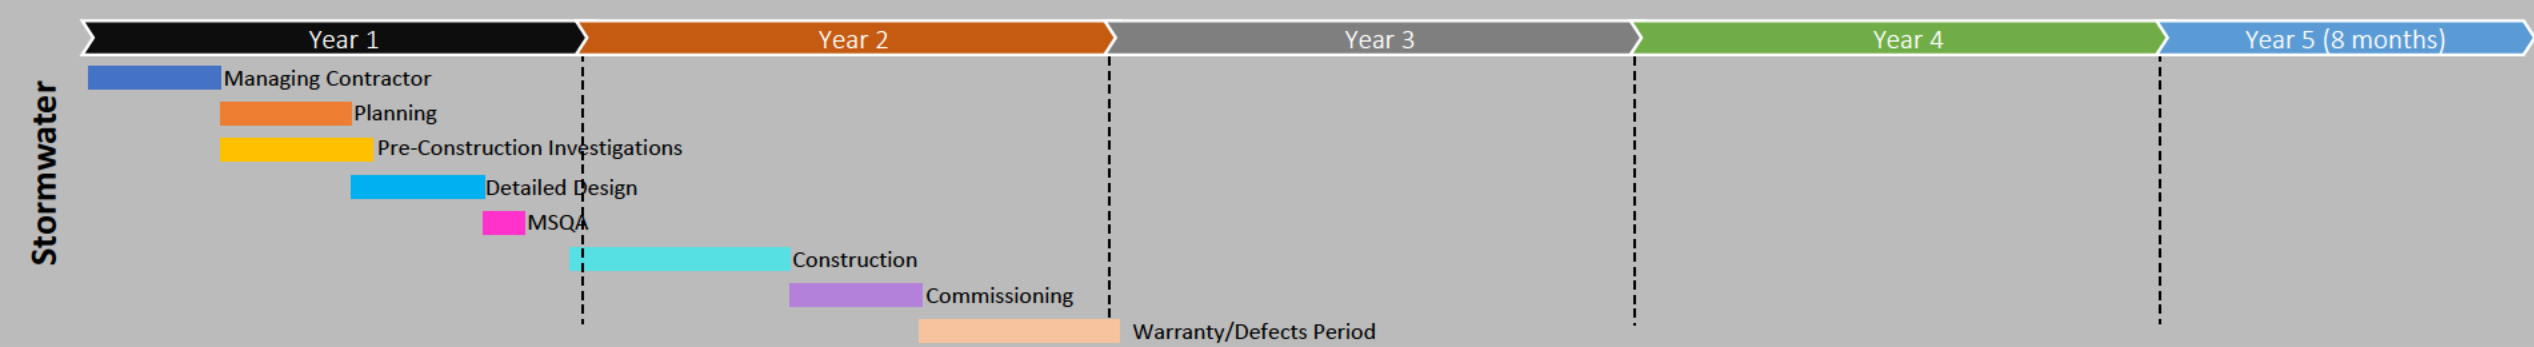 Year 1
Year 2
Year 3
Year 4
Year 5 (8 months)
Stormwater
Managing Contractor
Planning
Pre-Construction Investigations
Detailed Design
MSQA
Construction
Commissioning
Warranty/Defects Period